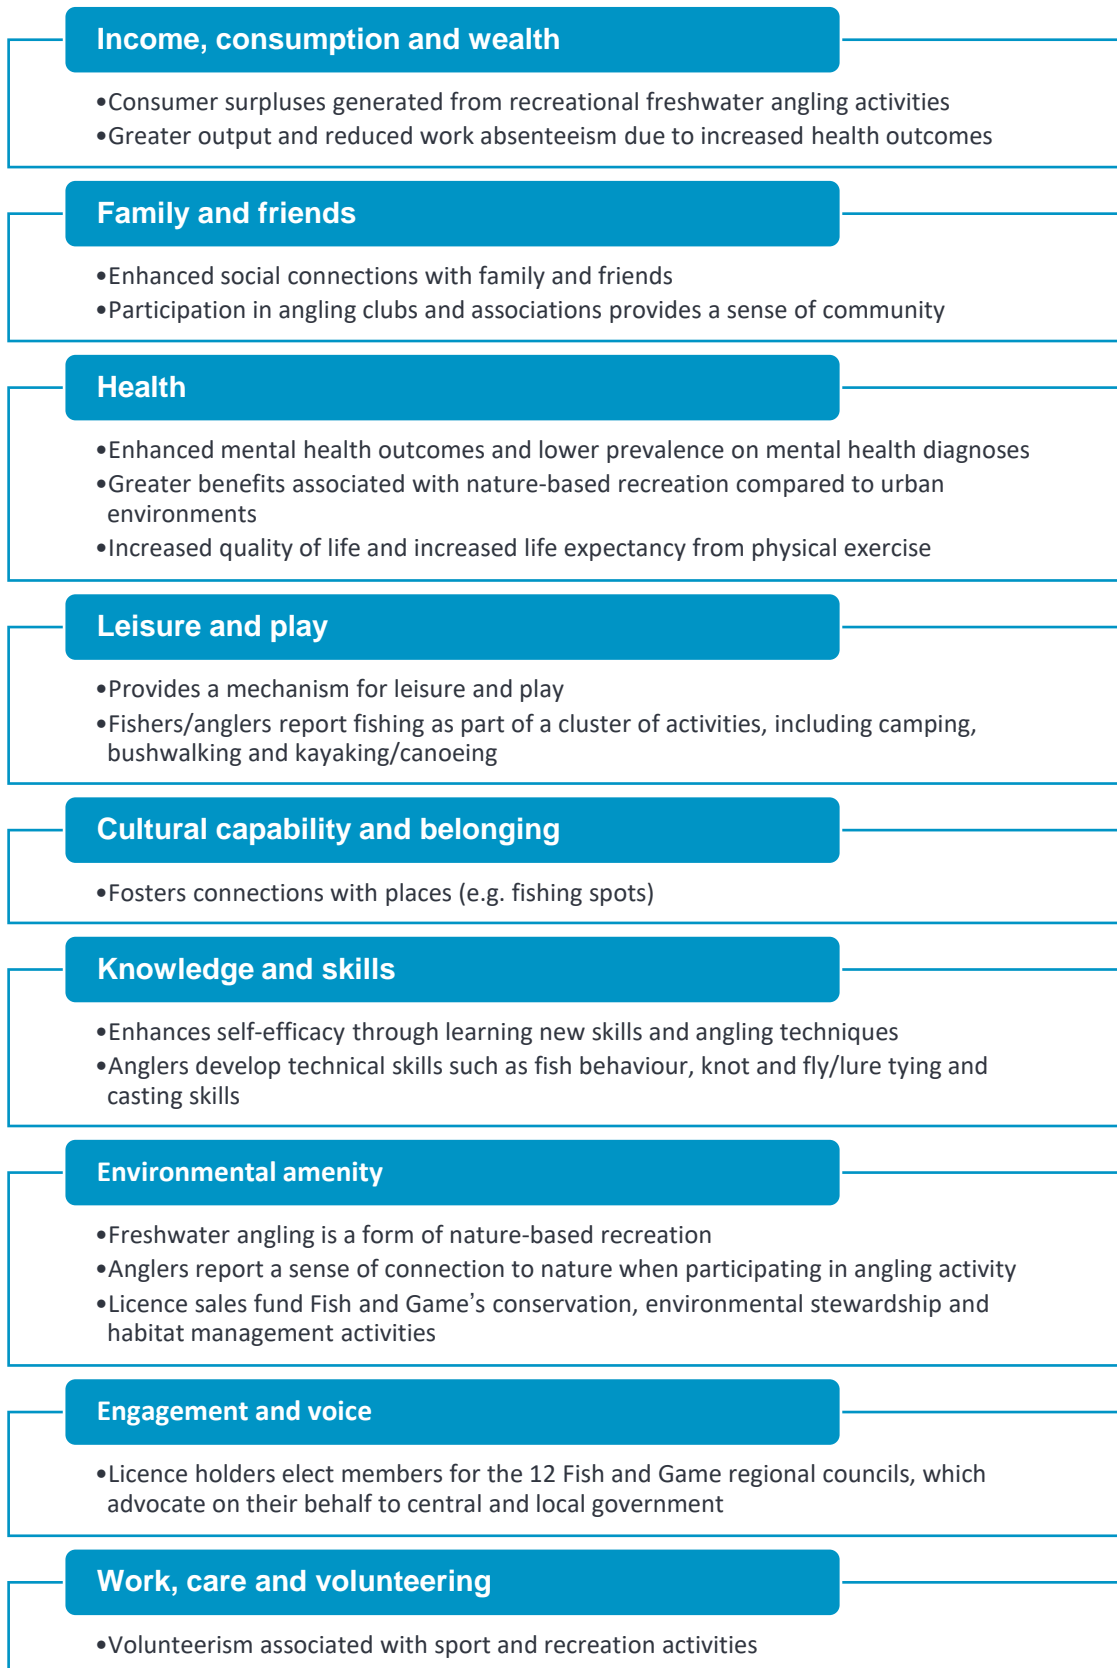 Income, consumption and wealth
•Consumer surpluses generated from recreational freshwater angling activities
•Greater output and reduced work absenteeism due to increased health outcomes
Family and friends
•Enhanced social connections with family and friends
•Participation in angling clubs and associations provides a sense of community
Health
•Enhanced mental health outcomes and lower prevalence on mental health diagnoses
•Greater benefits associated with nature-based recreation compared to urban
environments
•Increased quality of life and increased life expectancy from physical exercise
Leisure and play
•Provides a mechanism for leisure and play
•Fishers/anglers report fishing as part of a cluster of activities, including camping,
bushwalking and kayaking/canoeing
Cultural capability and belonging
•Fosters connections with places (e.g. fishing spots)
Knowledge and skills
•Enhances self-efficacy through learning new skills and angling techniques
•Anglers develop technical skills such as fish behaviour, knot and fly/lure tying and
casting skills
Environmental amenity
•Freshwater angling is a form of nature-based recreation
•Anglers report a sense of connection to nature when participating in angling activity
•Licence sales fund Fish and Game's conservation, environmental stewardship and
habitat management activities
Engagement and voice
•Licence holders elect members for the 12 Fish and Game regional councils, which
advocate on their behalf to central and local government
Work, care and volunteering
•Volunteerism associated with sport and recreation activities